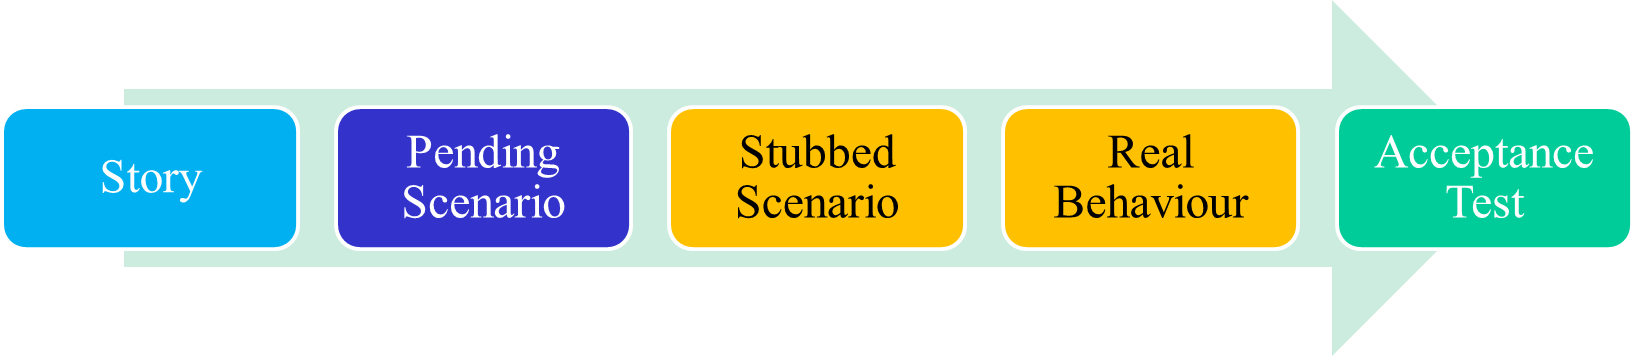 Story
Pending
Scenario
Stubbed
Scenario
Real
Behaviour
Acceptance
Test